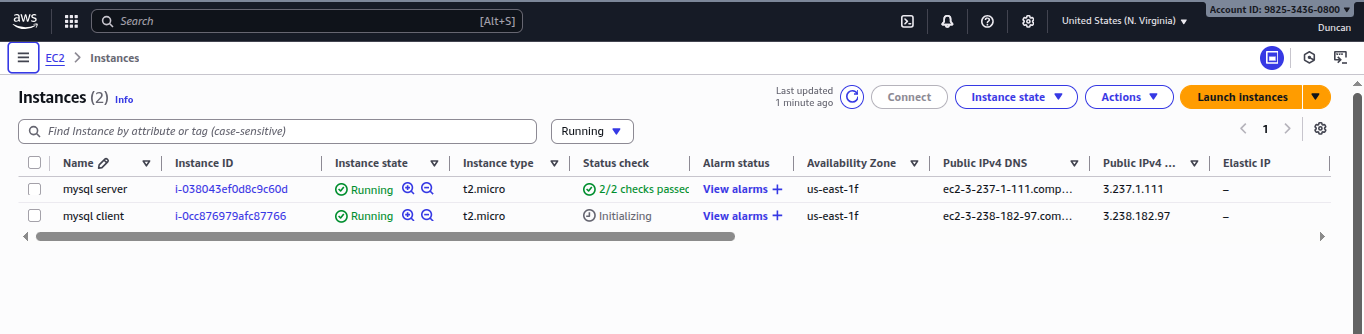 aws
Search
[Alt+S]
United States (N. Virginia)
Account ID: 9825-3436-0800
Duncan
EC2
Instances
Instances (2)
Info
Last updated
1 minute ago
Connect
Instance state
Actions
Launch instances
Find Instance by attribute or tag (case-sensitive)
Running
1
Name Instance ID Instance state Instance type Status check Alarm status Availability Zone Public IPv4 DNS Public IPv4 ... Elastic IP
mysql server i-038043ef0d8c9c60d Running t2.micro 2/2 checks passec View alarms + us-east-1f ec2-3-237-1-111.comp... 3.237.1.111 –
mysql client i-0cc876979afc87766 Running t2.micro Initializing View alarms + us-east-1f ec2-3-238-182-97.com... 3.238.182.97 –